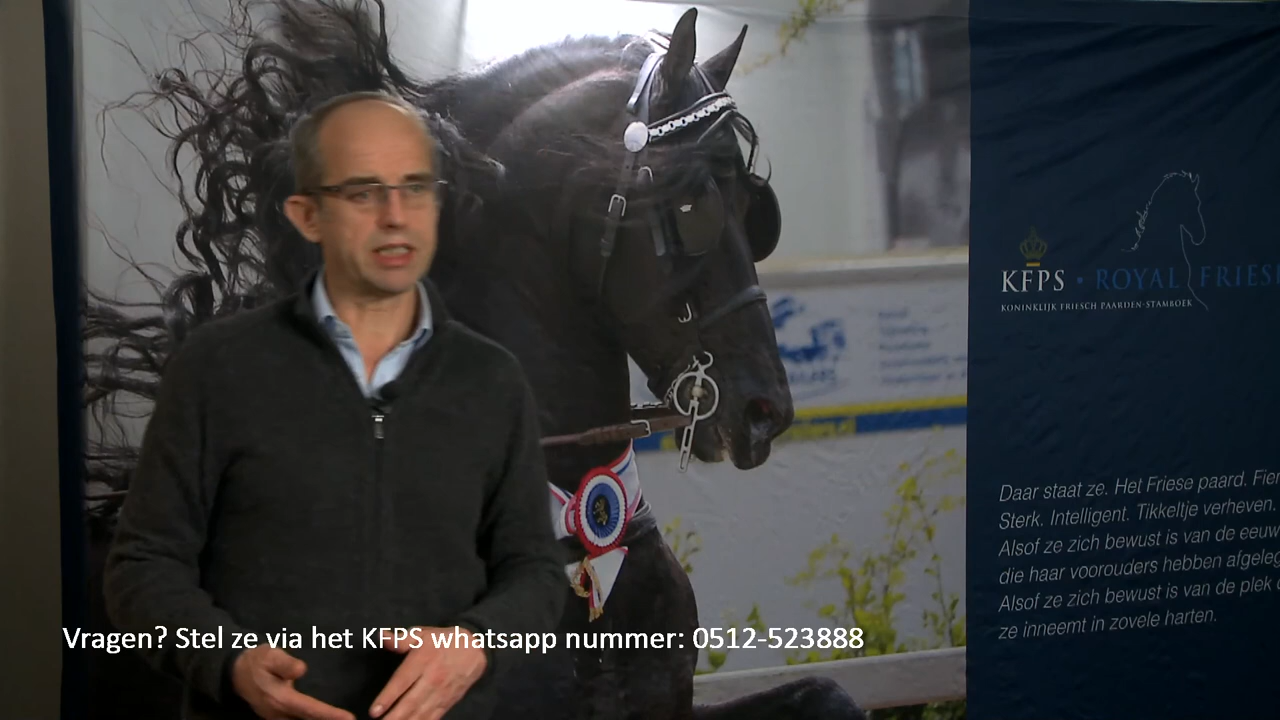 KFPS • ROYAL FRIES
KONINKLIJK FRIESCH PAARDEN-STAMBOEK
Daar staat ze. Het Friese paard. Fier
Sterk. Intelligent. Tikkeltje verheven.
Alsof ze zich bewust is van de eeuw
die haar voorouders hebben afgeleg
Alsof ze zich bewust is van de plek
ze inneemt in zovele harten.
Vragen? Stel ze via het KFPS whatsapp nummer: 0512-523888